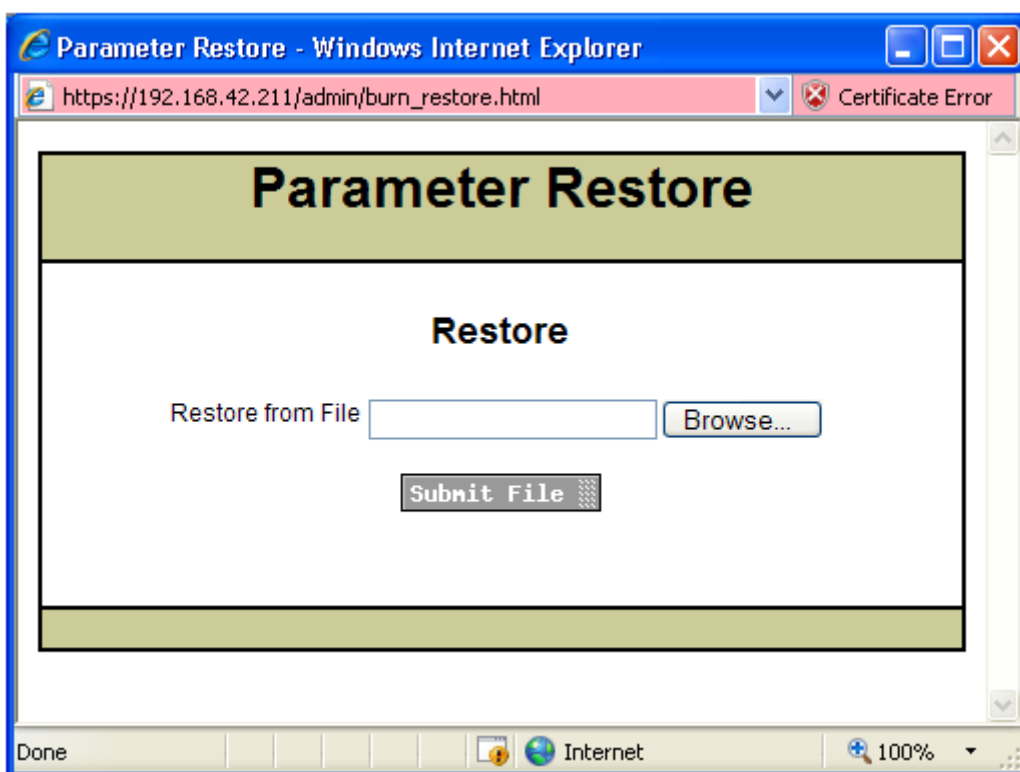 Parameter Restore - Windows Internet Explorer
https://192.168.42.211/admin/burn_restore.html Certificate Error
Parameter Restore
Restore
Restore from File Browse...
Submit File
Done Internet 100%